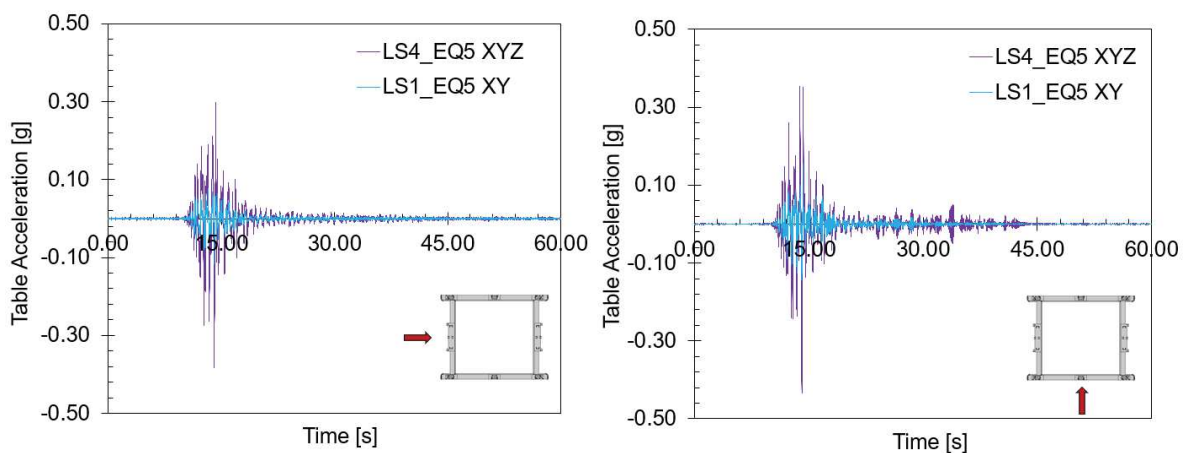 0.50
0.30
0.10
-0.10
-0.30
-0.50
Table Acceleration [g]
LS4_EQ5 XYZ
LS1_EQ5 XY
0.00 15.00 30.00 45.00 60.00
Time [s]
0.50
0.30
0.10
-0.10
-0.30
-0.50
Table Acceleration [g]
LS4_EQ5 XYZ
LS1_EQ5 XY
0.00 15.00 30.00 45.00 60.00
Time [s]